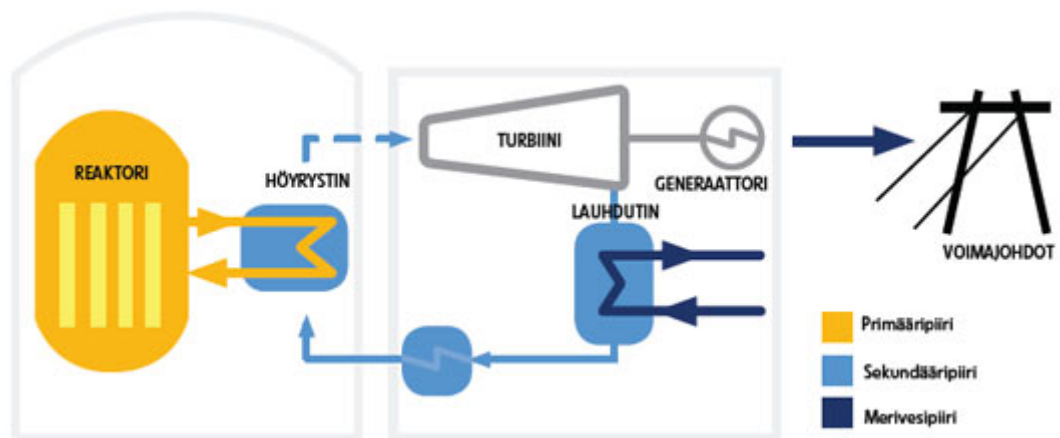 REAKTORI
HÖYRYSTIN
TURBIINI
GENERAATTORI
LAUHDUTIN
VOIMAJOHDOT
Primääripiiri
Sekundääripiiri
Merivesipiiri